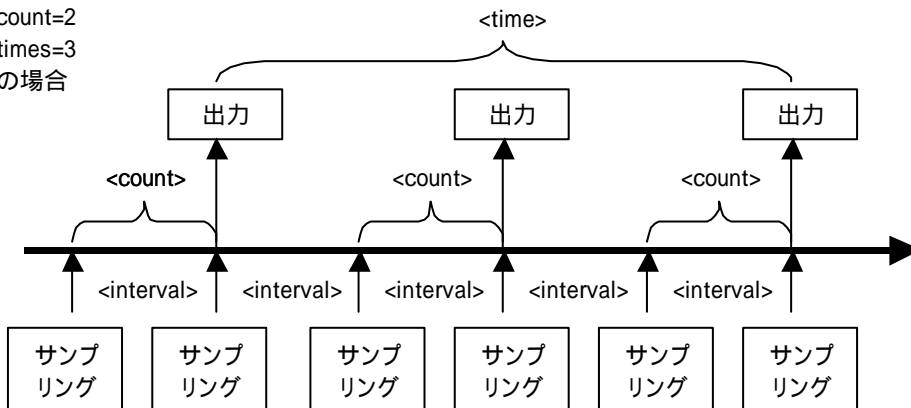 count=2
times=3
の場合
<time>
出力 出力 出力
<count> <count> <count>
<interval> <interval> <interval> <interval> <interval>
サンプ サンプ サンプ サンプ サンプ サンプ
リング リング リング リング リング リング